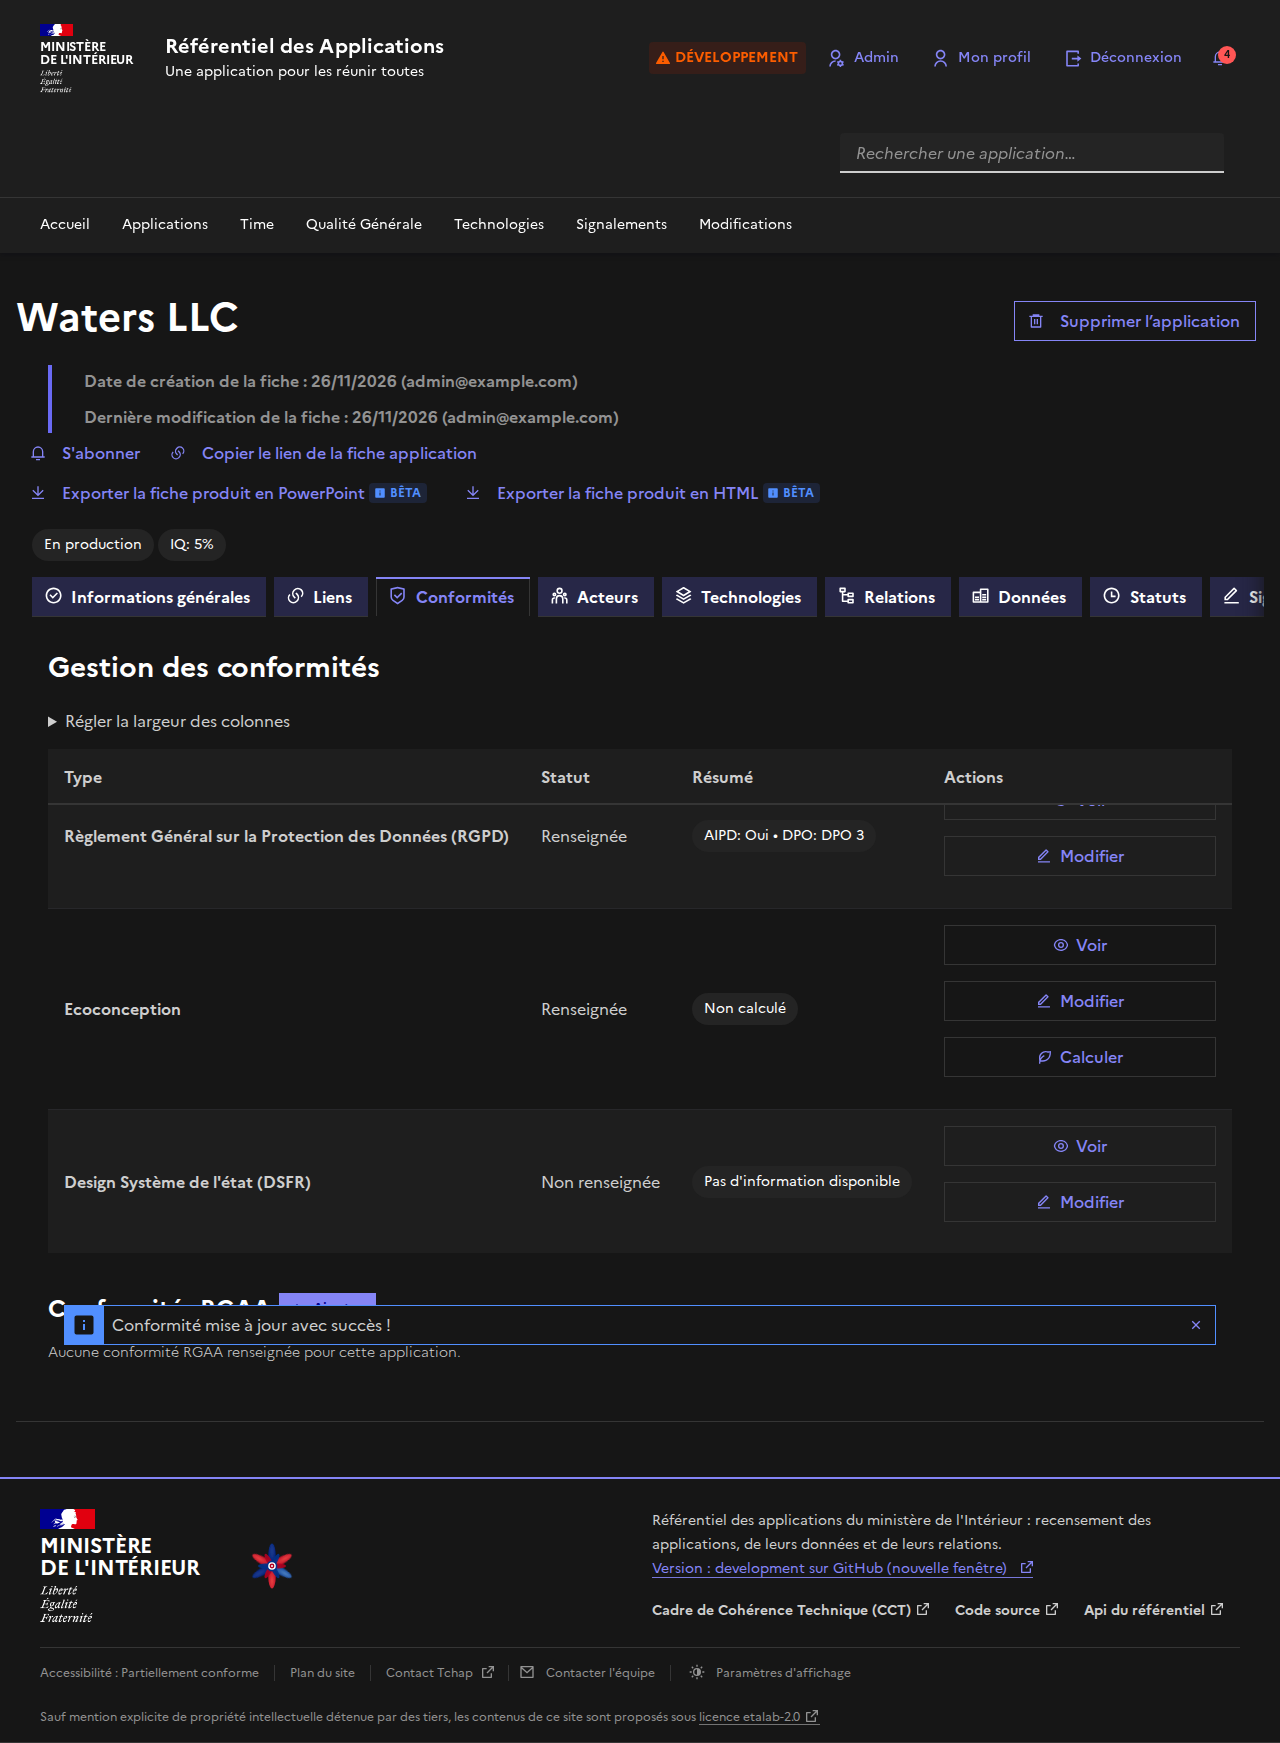 MINISTÈRE
DE L'INTÉRIEUR
Liberté
Égalité
Fraternité
Référentiel des Applications
Une application pour les réunir toutes
DÉVELOPPEMENT
Admin
Mon profil
Déconnexion
4
Rechercher une application…
Accueil
Applications
Time
Qualité Générale
Technologies
Signalements
Modifications
Waters LLC
Supprimer l’application
Date de création de la fiche : 26/11/2026 (admin@example.com)
Dernière modification de la fiche : 26/11/2026 (admin@example.com)
S'abonner
Copier le lien de la fiche application
Exporter la fiche produit en PowerPoint BÊTA
Exporter la fiche produit en HTML BÊTA
En production
IQ: 5%
Informations générales
Liens
Conformités
Acteurs
Technologies
Relations
Données
Statuts
Gestion des conformités
Régler la largeur des colonnes
Type
Statut
Résumé
Actions
Règlement Général sur la Protection des Données (RGPD)
Renseignée
AIPD: Oui • DPO: DPO 3
Modifier
Ecoconception
Renseignée
Non calculé
Voir
Modifier
Calculer
Design Système de l'état (DSFR)
Non renseignée
Pas d'information disponible
Voir
Modifier
Conformité mise à jour avec succès !
Aucune conformité RGAA renseignée pour cette application.
MINISTÈRE
DE L'INTÉRIEUR
Liberté
Égalité
Fraternité
Référentiel des applications du ministère de l'Intérieur : recensement des
applications, de leurs données et de leurs relations.
Version : development sur GitHub (nouvelle fenêtre)
Cadre de Cohérence Technique (CCT)
Code source
Api du référentiel
Accessibilité : Partiellement conforme
Plan du site
Contact Tchap
Contacter l'équipe
Paramètres d'affichage
Sauf mention explicite de propriété intellectuelle détenue par des tiers, les contenus de ce site sont proposés sous licence etalab-2.0